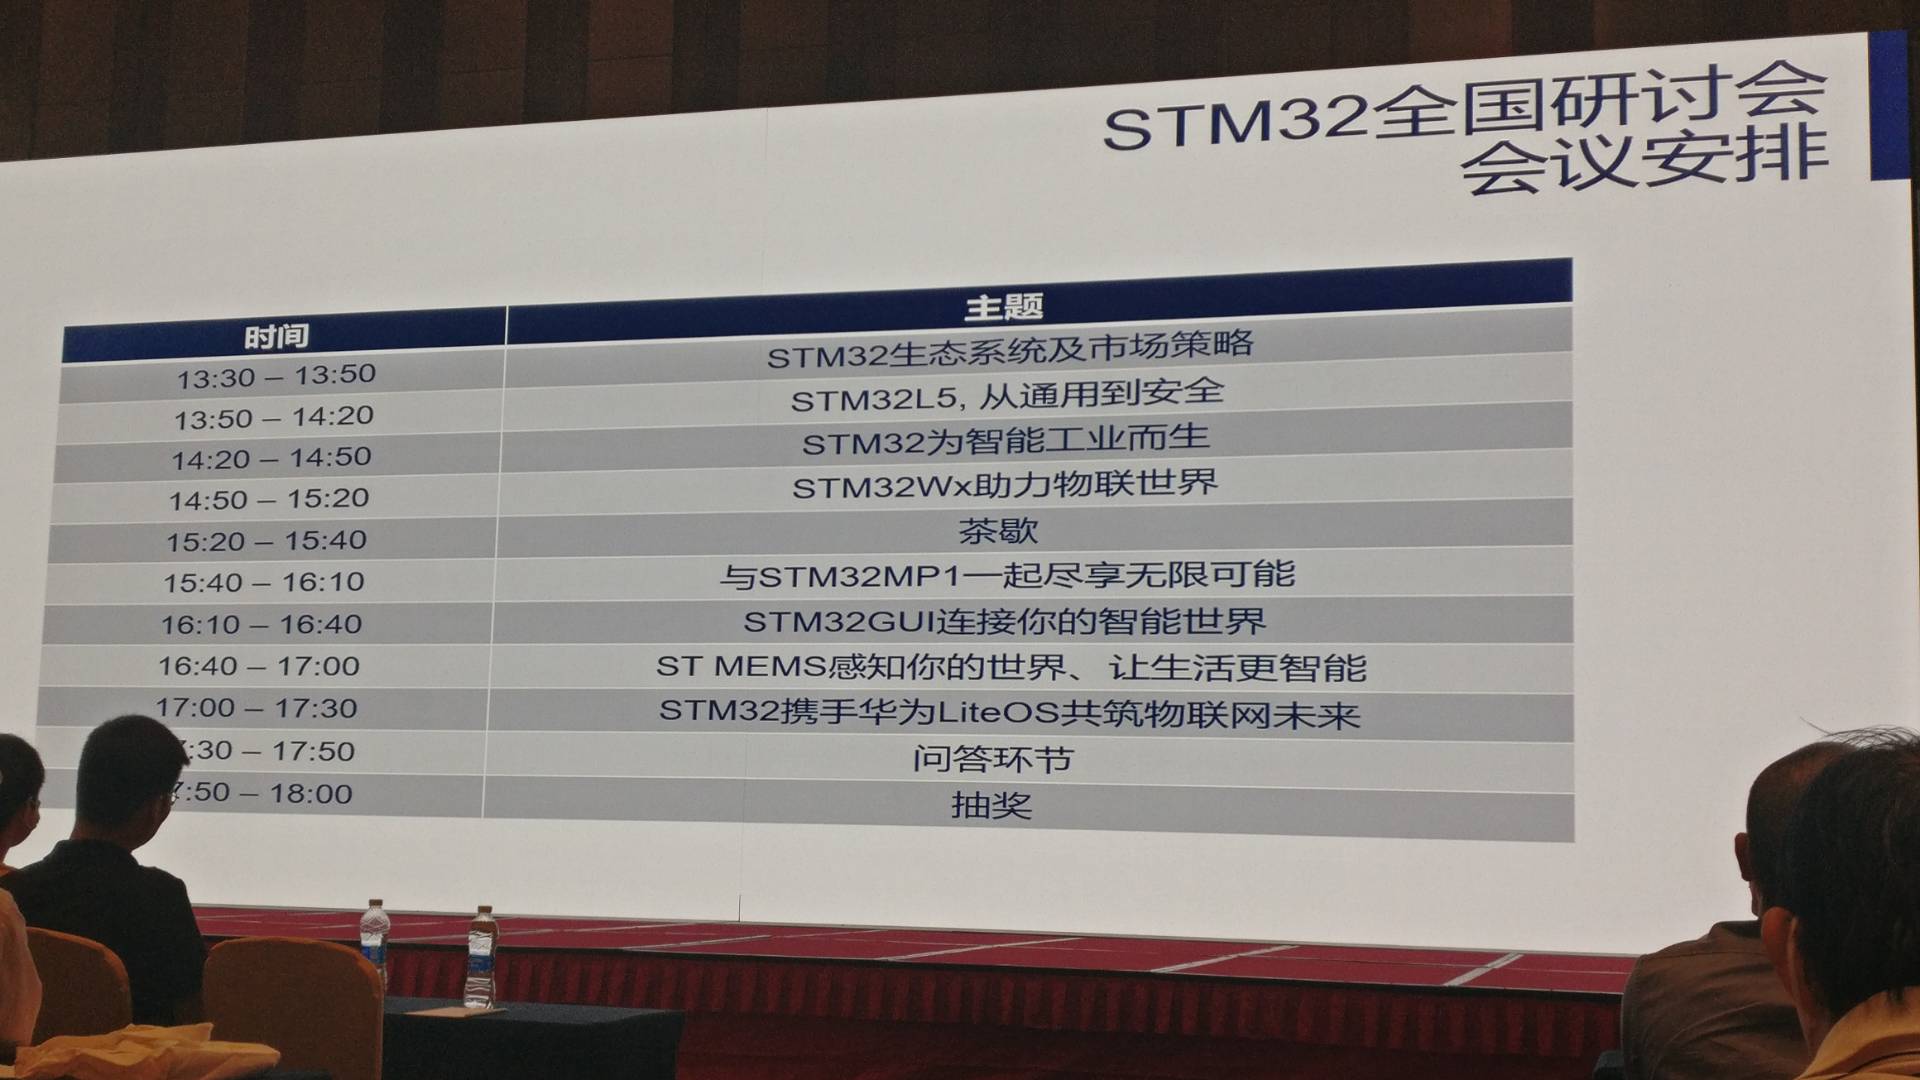 STM32全国研讨会
会议安排
时间 主题
13:30 – 13:50 STM32生态系统及市场策略
13:50 – 14:20 STM32L5, 从通用到安全
14:20 – 14:50 STM32为智能工业而生
14:50 – 15:20 STM32Wx助力物联世界
15:20 – 15:40 茶歇
15:40 – 16:10 与STM32MP1一起尽享无限可能
16:10 – 16:40 STM32GUI连接你的智能世界
16:40 – 17:00 ST MEMS感知你的世界、让生活更智能
17:00 – 17:30 STM32携手华为LiteOS共筑物联网未来
:30 – 17:50 问答环节
7:50 – 18:00 抽奖